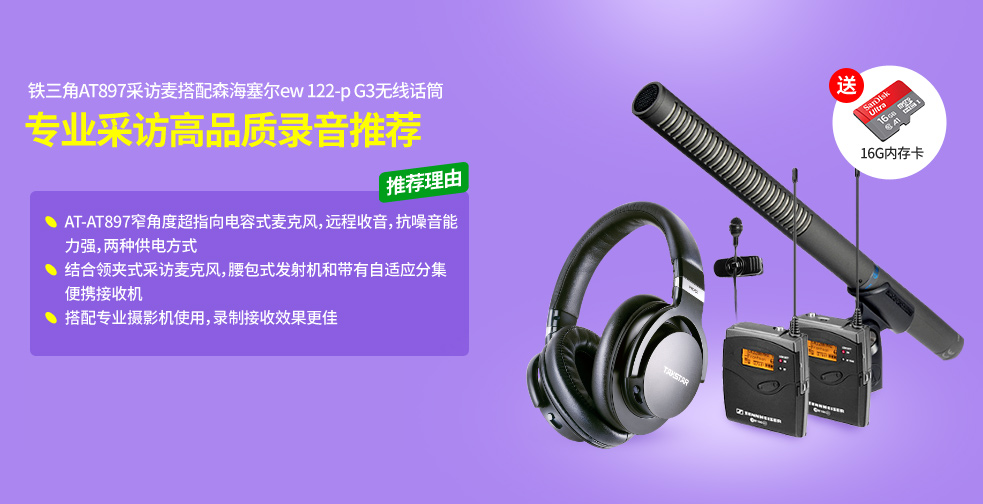 铁三角AT897采访麦搭配森海塞尔ew 122-p G3无线话筒
专业采访高品质录音推荐
推荐理由
AT-AT897窄角度超指向电容式麦克风，远程收音，抗噪音能
力强，两种供电方式
结合领夹式采访麦克风，腰包式发射机和带有自适应分集
便携接收机
搭配专业摄影机使用，录制接收效果更佳
送
SanDisk
Ultra
16GB
A1
16G内存卡
TAKSTAR
SENNHEISER
SENNHEISER